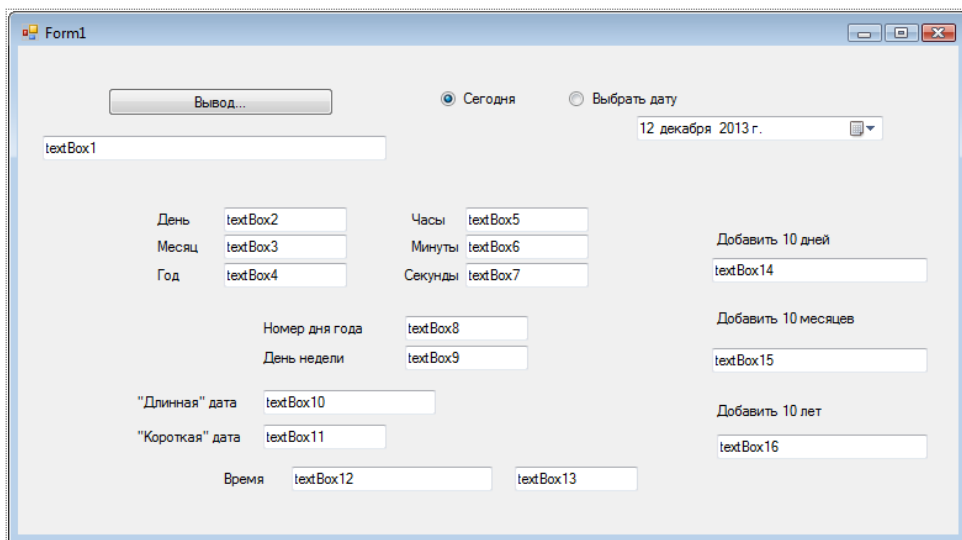 Form1
Вывод...
Сегодня
Выбрать дату
12 декабря 2013 г.
textBox1
День textBox2
Часы textBox5
Месяц textBox3
Минуты textBox6
Год textBox4
Секунды textBox7
Добавить 10 дней
textBox14
Номер дня года textBox8
День недели textBox9
Добавить 10 месяцев
textBox15
"Длинная" дата textBox10
"Короткая" дата textBox11
Добавить 10 лет
textBox16
Время textBox12 textBox13